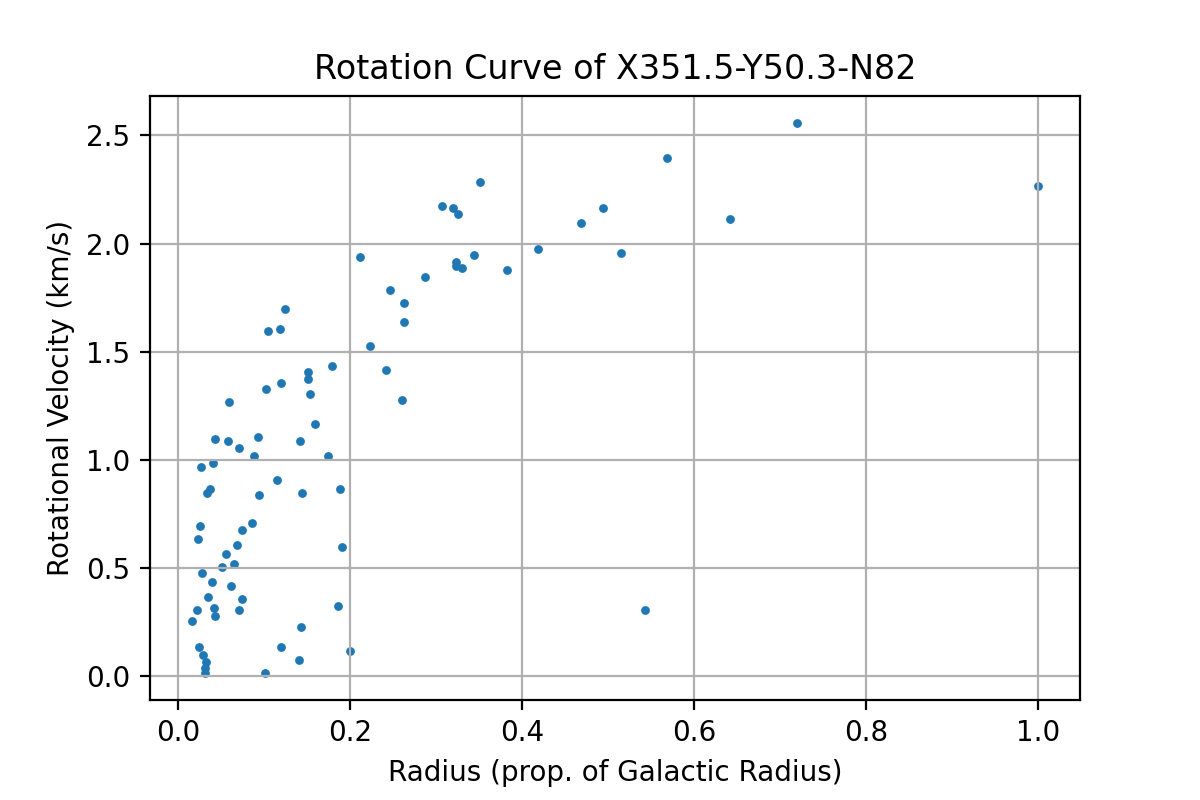 Rotation Curve of X351.5-Y50.3-N82
2.5
2.0
1.5
1.0
0.5
0.0
Rotational Velocity (km/s)
0.0 0.2 0.4 0.6 0.8 1.0
Radius (prop. of Galactic Radius)